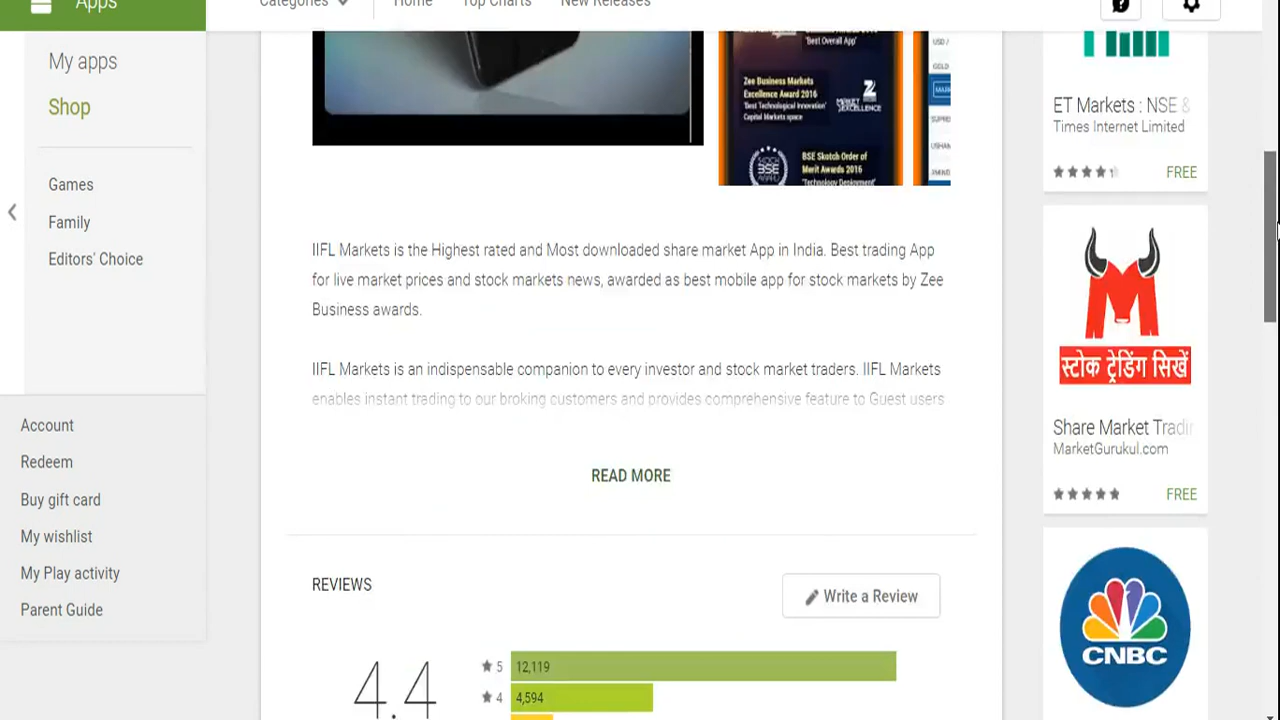 Apps
Categories
Home
Top Charts
New Releases
My apps
Shop
Games
Family
Editors' Choice
Account
Redeem
Buy gift card
My wishlist
My Play activity
Parent Guide
'Best Overall App'
Zee Business Markets
Excellence Award 2016
'Best Technological Innovation'
Capital Markets space
BSE Skotch Order of
Merit Awards 2016
'Technology Deployment'
USD /
GOLD
IIFL Markets is the Highest rated and Most downloaded share market App in India. Best trading App
for live market prices and stock markets news, awarded as best mobile app for stock markets by Zee
Business awards.
IIFL Markets is an indispensable companion to every investor and stock market traders. IIFL Markets
enables instant trading to our broking customers and provides comprehensive feature to Guest users
READ MORE
REVIEWS
Write a Review
4.4
5 12,119
4 4,594
ET Markets : NSE &
Times Internet Limited
FREE
स्टोक ट्रेडिंग सिखें
Share Market Tradin
MarketGurukul.com
FREE
CNBC